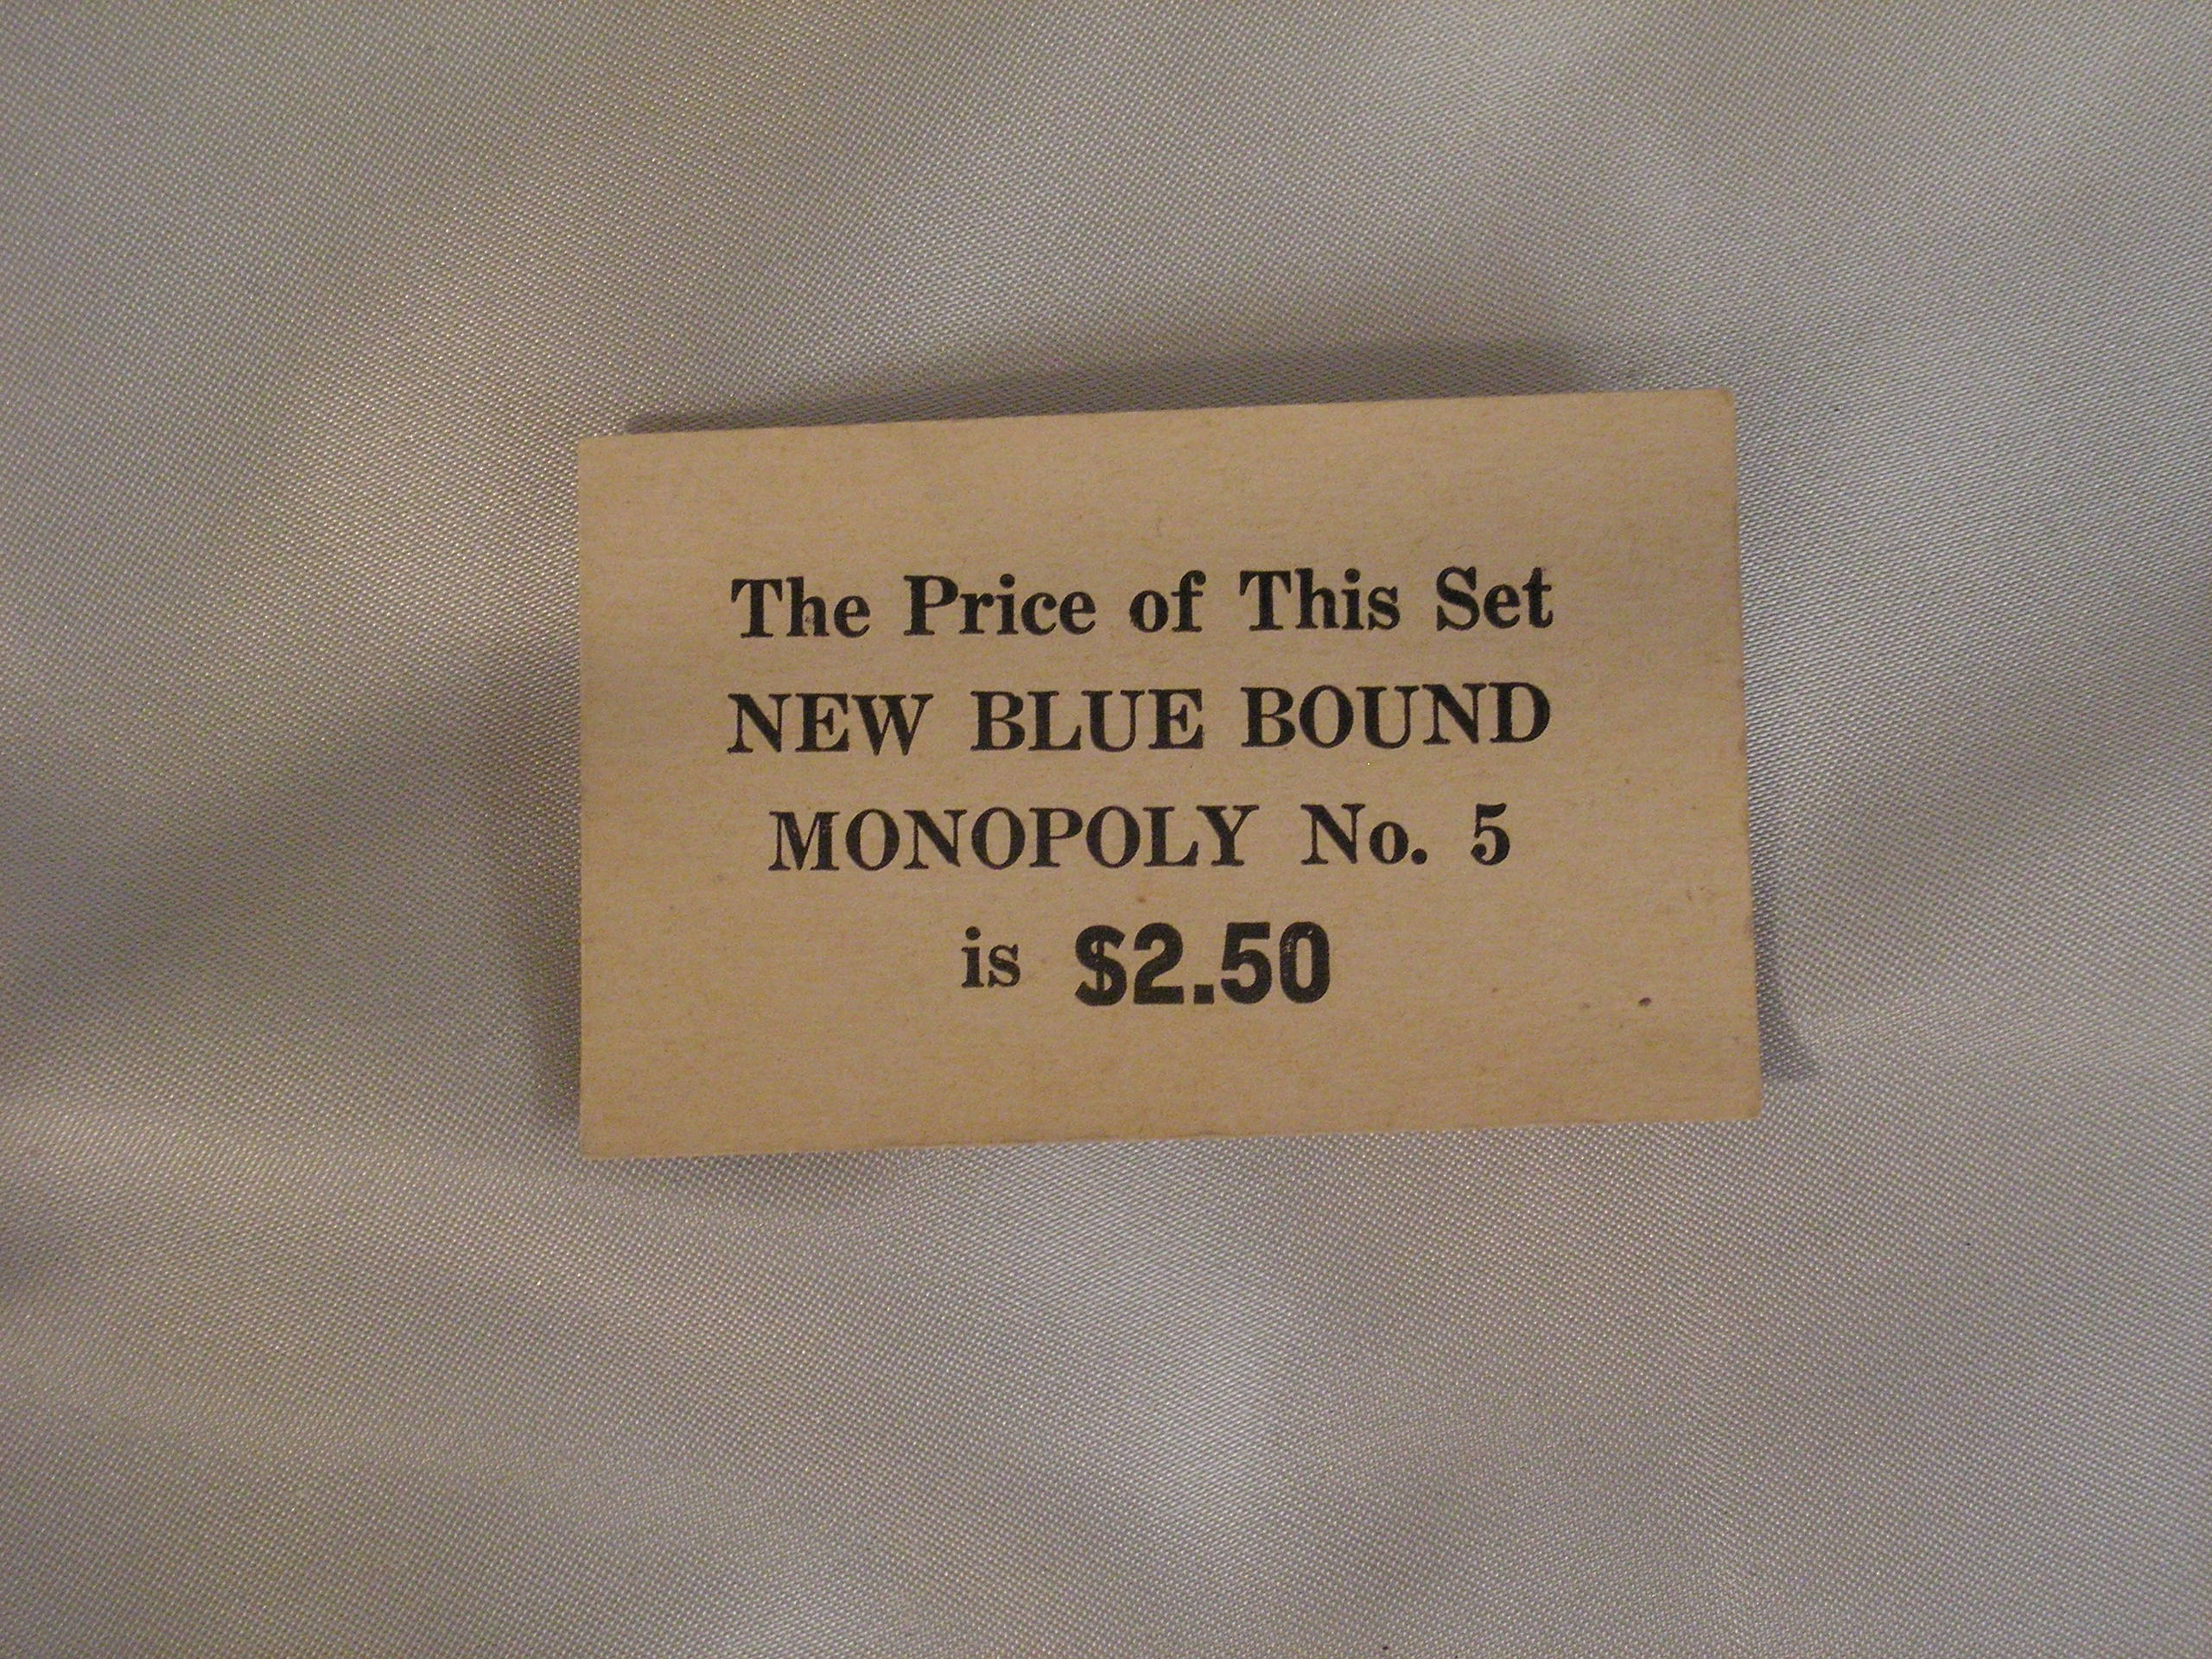 The Price of This Set
NEW BLUE BOUND
MONOPOLY No. 5
is $2.50